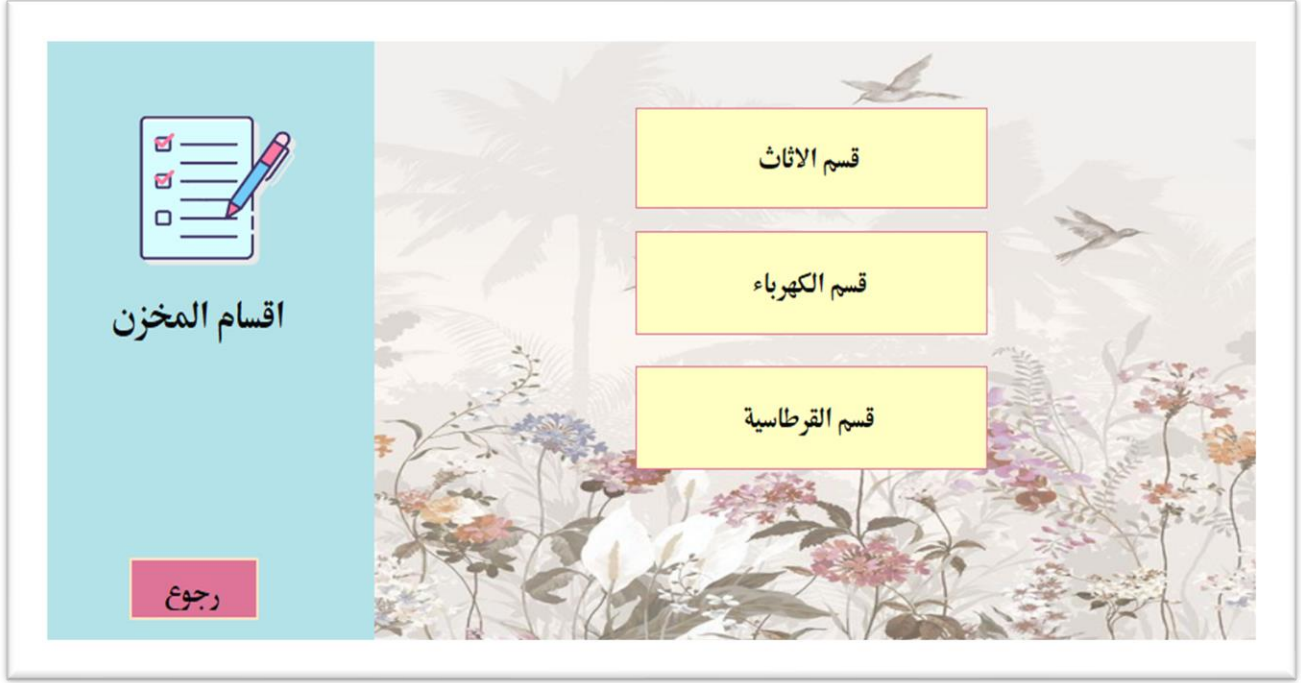 اقسام المخزن
قسم الاثاث
قسم الكهرباء
قسم القرطاسية
رجوع